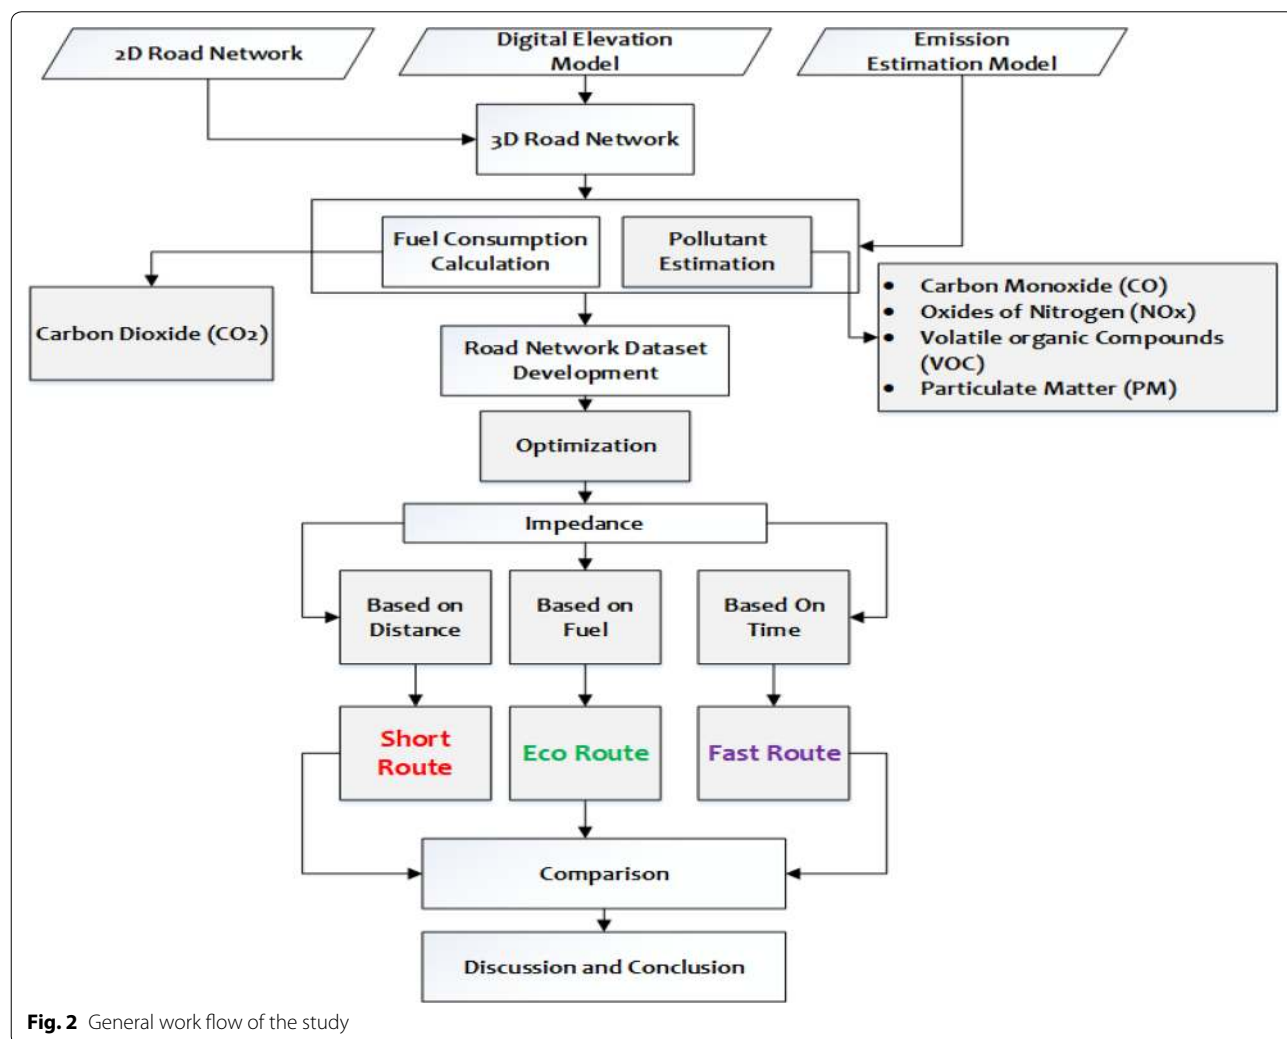 2D Road Network
Digital Elevation
Model
Emission
Estimation Model
3D Road Network
Fuel Consumption
Calculation
Pollutant
Estimation
Carbon Dioxide (CO2)
• Carbon Monoxide (CO)
• Oxides of Nitrogen (NOx)
• Volatile organic Compounds
(VOC)
• Particulate Matter (PM)
Road Network Dataset
Development
Optimization
Impedance
Based on
Distance
Based on
Fuel
Based On
Time
Short
Route
Eco Route
Fast Route
Comparison
Discussion and Conclusion
Fig. 2 General work flow of the study